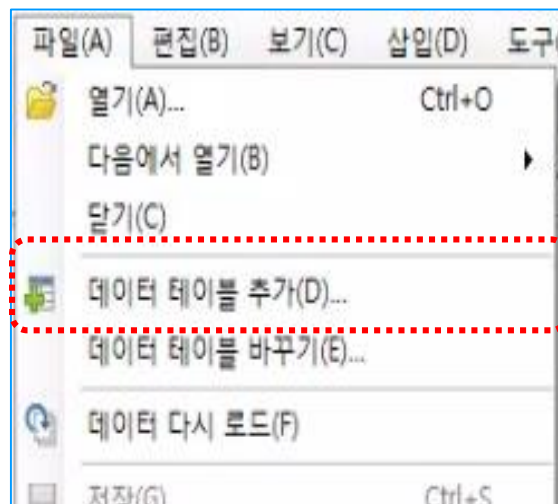 파일(A) 편집(B) 보기(C) 삽입(D) 도구(
열기(A)... Ctrl+O
다음에서 열기(B)
닫기(C)
데이터 테이블 추가(D)...
데이터 테이블 바꾸기(E)...
데이터 다시 로드(F)
저장(G) Ctrl+S